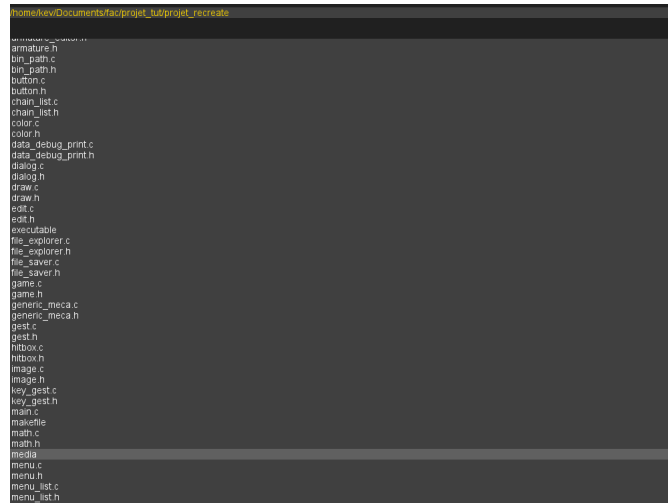 /home/kev/Documents/fac/projet_tut/projet_recreate
armature_editor.h
armature.h
bin_path.c
bin_path.h
button.c
button.h
chain_list.c
chain_list.h
color.c
color.h
data_debug_print.c
data_debug_print.h
dialog.c
dialog.h
draw.c
draw.h
edit.c
edit.h
executable
file_explorer.c
file_explorer.h
file_saver.c
file_saver.h
game.c
game.h
generic_meca.c
generic_meca.h
gest.c
gest.h
hitbox.c
hitbox.h
image.c
image.h
key_gest.c
key_gest.h
main.c
makefile
math.c
math.h
media
menu.c
menu.h
menu_list.c
menu_list.h